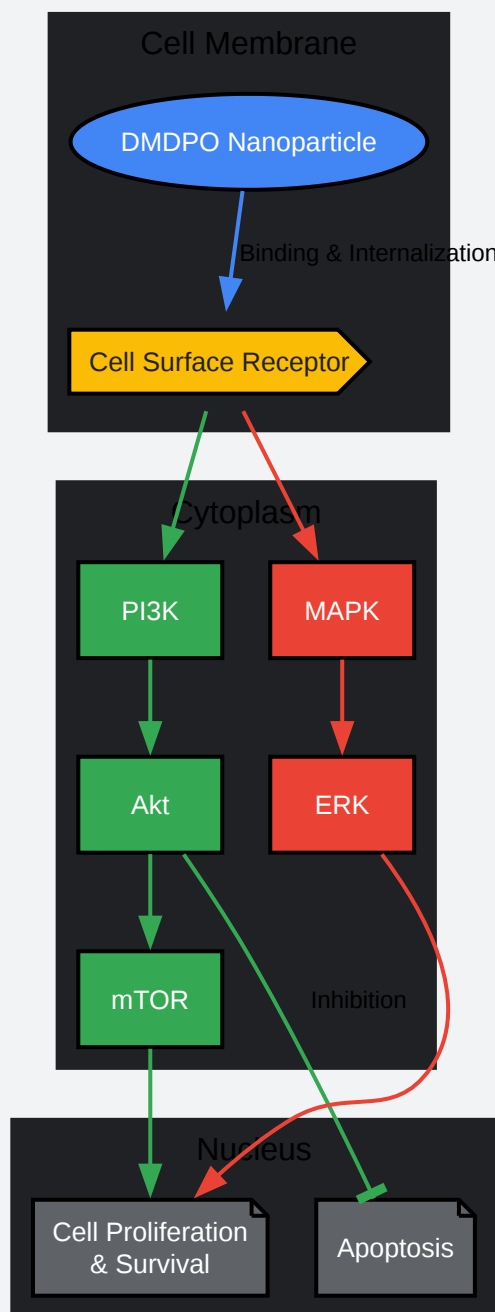 Cell Membrane
DMDPO Nanoparticle
Binding & Internalization
Cell Surface Receptor
Cytoplasm
PI3K
MAPK
Akt
ERK
mTOR
Inhibition
Nucleus
Cell Proliferation
& Survival
Apoptosis